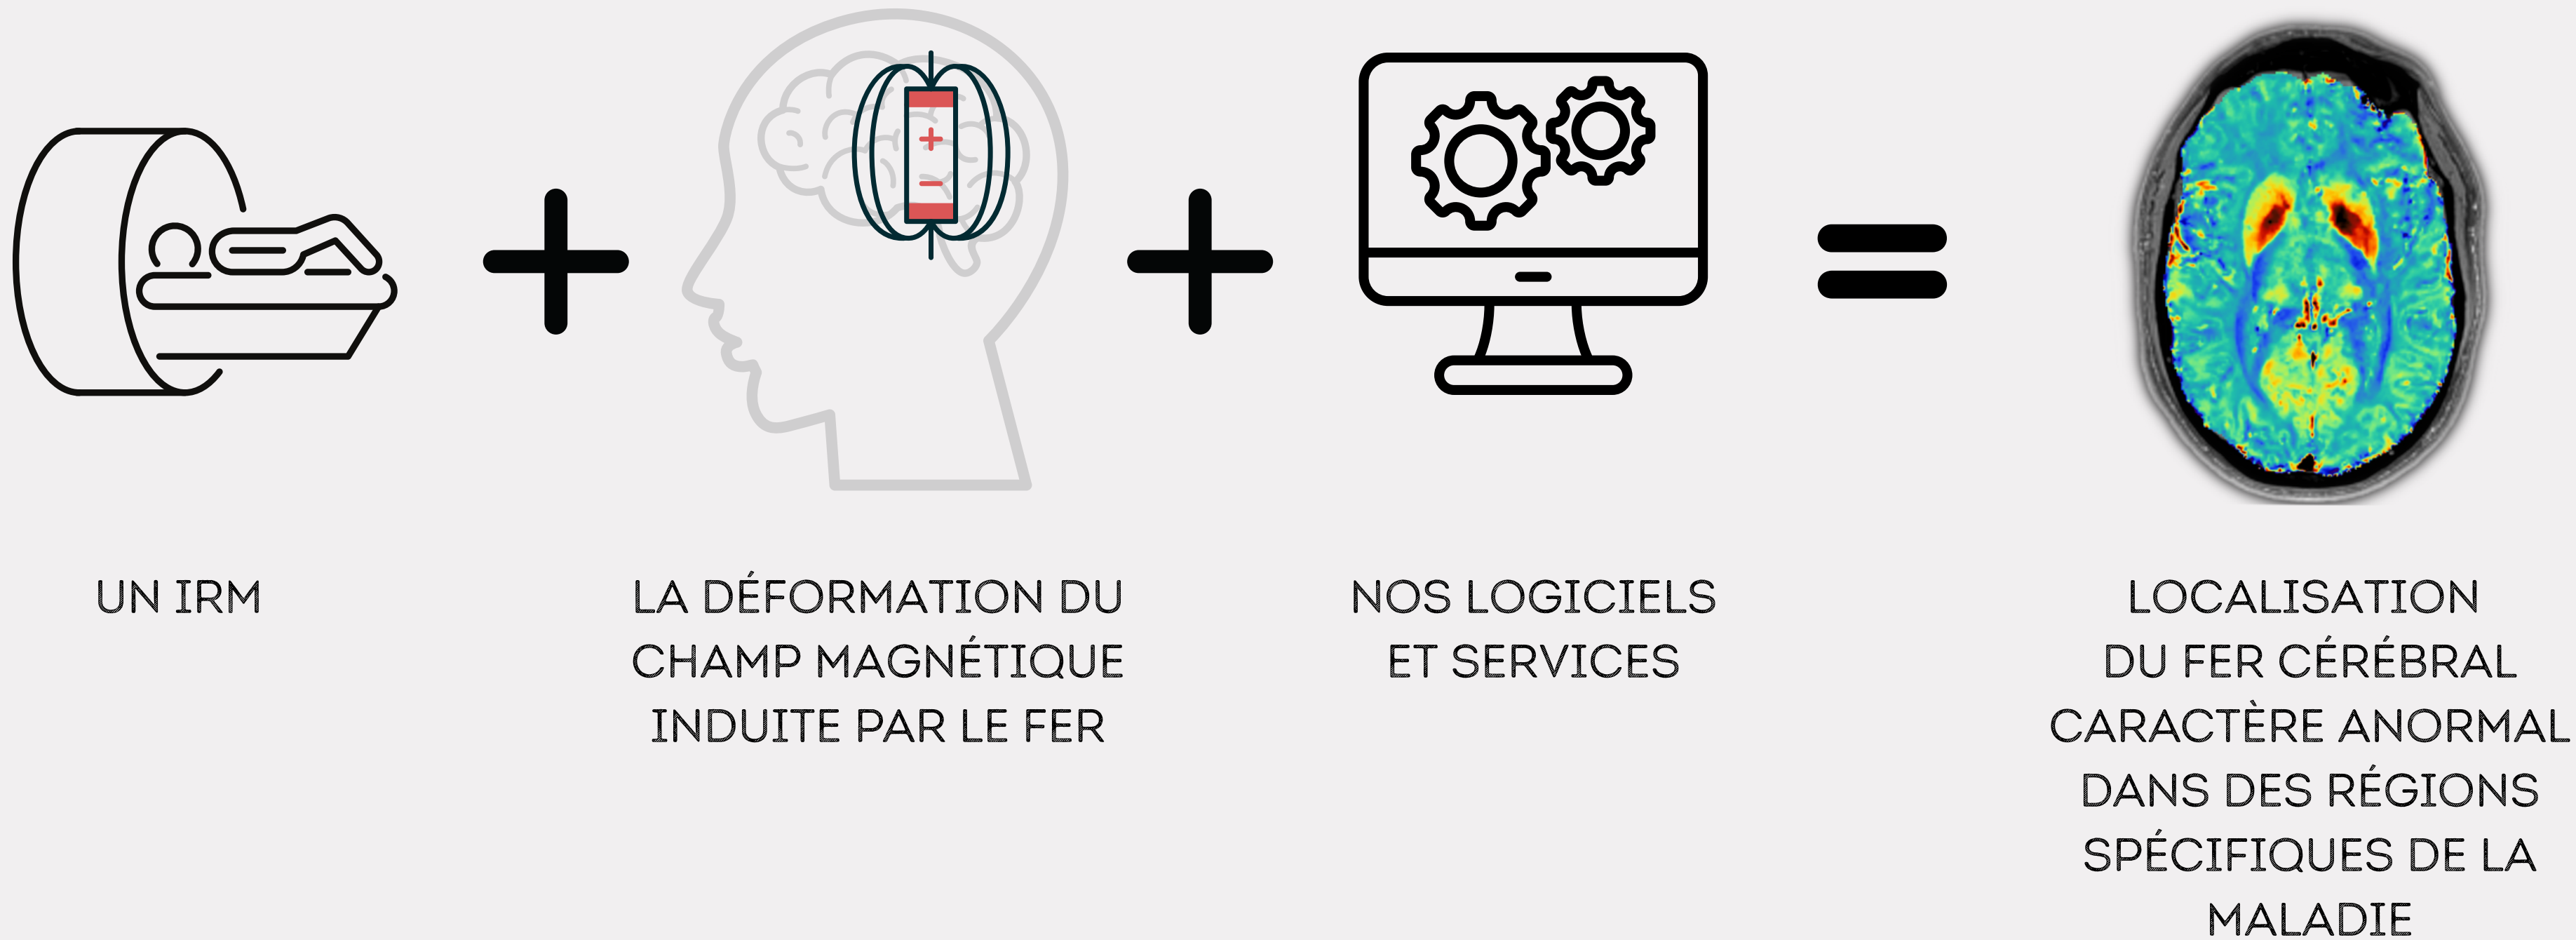 UN IRM
LA DÉFORMATION DU
CHAMP MAGNÉTIQUE
INDUITE PAR LE FER
NOS LOGICIELS
ET SERVICES
LOCALISATION
DU FER CÉRÉBRAL
CARACTÈRE ANORMAL
DANS DES RÉGIONS
SPÉCIFIQUES DE LA
MALADIE